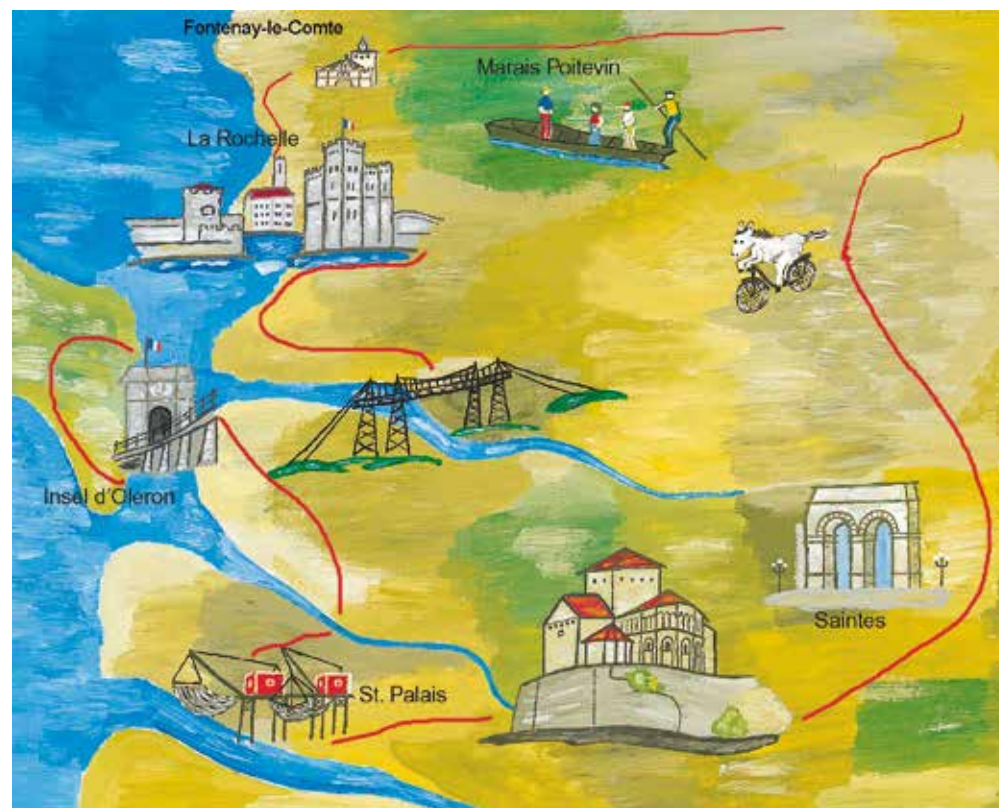 Fontenay-le-Comte
Marais Poitevin
La Rochelle
Insel d'Oleron
Saintes
St. Palais